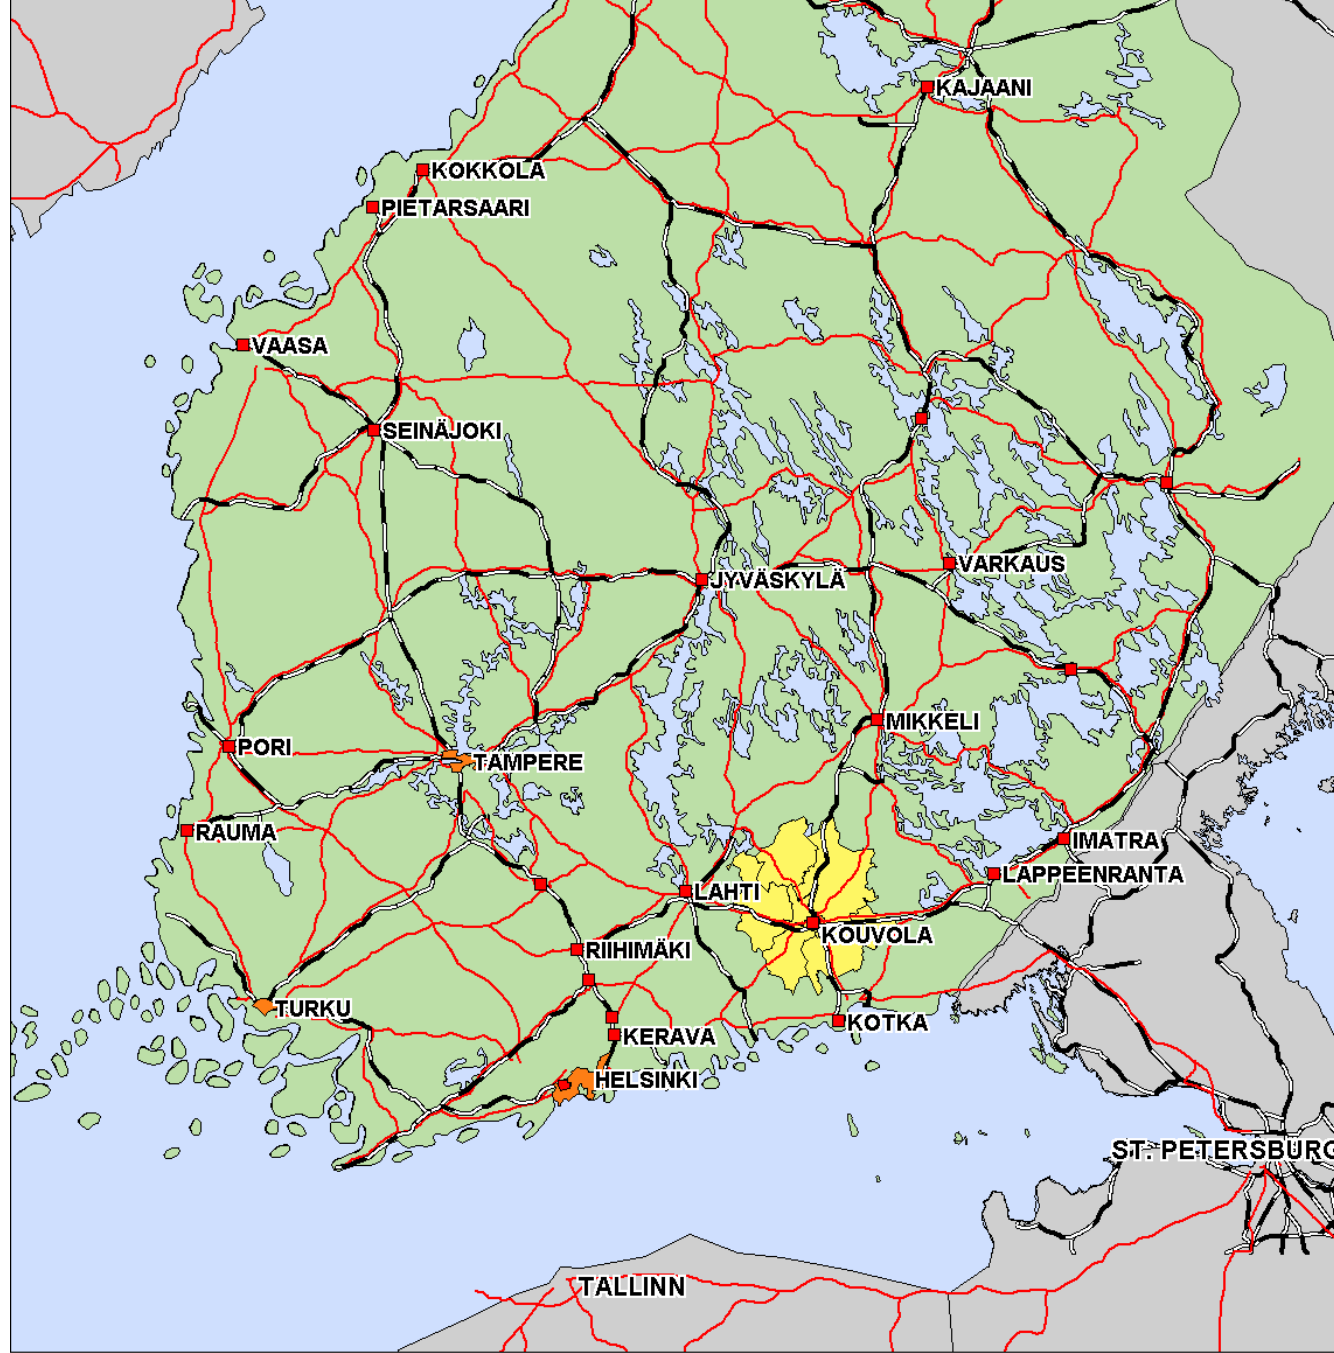 KAJAANI
KOKKOLA
PIETARSAARI
VAASA
SEINÄJOKI
VARKAUS
JYVÄSKYLÄ
MIKKELI
PORI
TAMPERE
RAUMA
IMATRA
LAPPEENRANTA
LAHTI
KOUVOLA
RIIHIMÄKI
TURKU
KOTKA
KERAVA
HELSINKI
ST. PETERSBURG
TALLINN